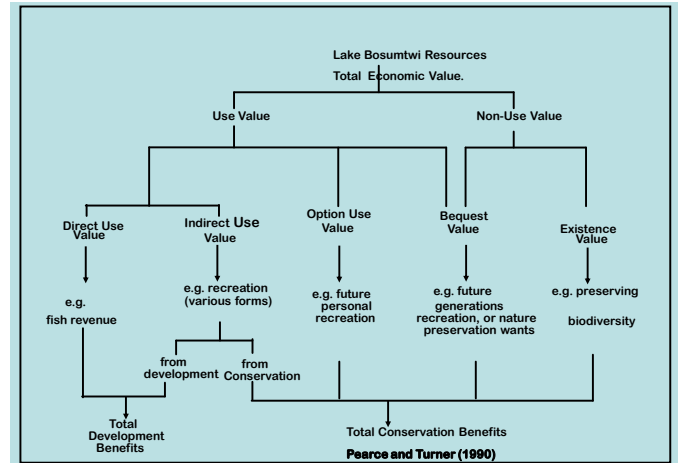 Lake Bosumtwi Resources
Total Economic Value.
Use Value
Non-Use Value
Direct Use
Value
Indirect Use
Value
Option Use
Value
Bequest
Value
Existence
Value
e.g.
fish revenue
e.g. recreation
(various forms)
e.g. future
personal
recreation
e.g. future
generations
recreation, or nature
preservation wants
e.g. preserving
biodiversity
from
development
from
Conservation
Total
Development
Benefits
Total Conservation Benefits
Pearce and Turner (1990)